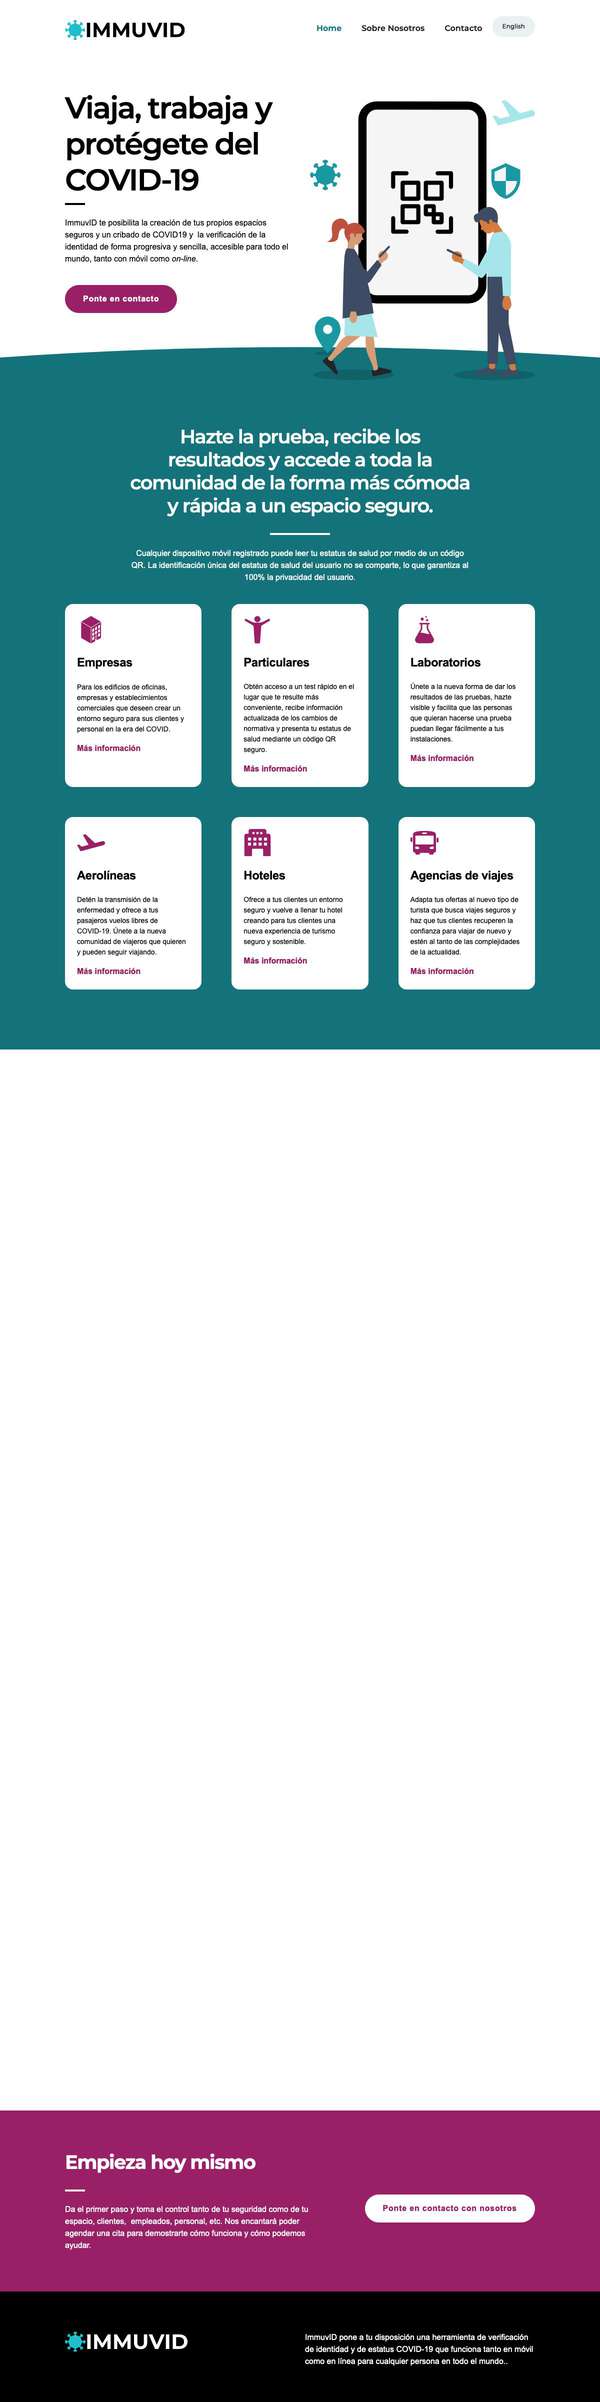 IMMUVID
Home
Sobre Nosotros
Contacto
English
Viaja, trabaja y
protégete del
COVID-19
ImmuvID te posibilita la creación de tus propios espacios
seguros y un cribado de COVID19 y  la verificación de la
identidad de forma progresiva y sencilla, accesible para todo el
mundo, tanto con móvil como on-line.
Ponte en contacto
Hazte la prueba, recibe los
resultados y accede a toda la
comunidad de la forma más cómoda
y rápida a un espacio seguro.
Cualquier dispositivo móvil registrado puede leer tu estatus de salud por medio de un código
QR. La identificación única del estatus de salud del usuario no se comparte, lo que garantiza al
100% la privacidad del usuario.
Empresas
Para los edificios de oficinas,
empresas y establecimientos
comerciales que deseen crear un
entorno seguro para sus clientes y
personal en la era del COVID.
Más información
Particulares
Obtén acceso a un test rápido en el
lugar que te resulte más
conveniente, recibe información
actualizada de los cambios de
normativa y presenta tu estatus de
salud mediante un código QR
seguro.
Más información
Laboratorios
Únete a la nueva forma de dar los
resultados de las pruebas, hazte
visible y facilita que las personas
que quieran hacerse una prueba
puedan llegar fácilmente a tus
instalaciones.
Más información
Aerolíneas
Detén la transmisión de la
enfermedad y ofrece a tus
pasajeros vuelos libres de
COVID-19. Únete a la nueva
comunidad de viajeros que quieren
y pueden seguir viajando.
Más información
Hoteles
Ofrece a tus clientes un entorno
seguro y vuelve a llenar tu hotel
creando para tus clientes una
nueva experiencia de turismo
seguro y sostenible.
Más información
Agencias de viajes
Adapta tus ofertas al nuevo tipo de
turista que busca viajes seguros y
haz que tus clientes recuperen la
confianza para viajar de nuevo y
estén al tanto de las complejidades
de la actualidad.
Más información
Empieza hoy mismo
Da el primer paso y toma el control tanto de tu seguridad como de tu
espacio, clientes,  empleados, personal, etc. Nos encantará poder
agendar una cita para demostrarte cómo funciona y cómo podemos
ayudar.
Ponte en contacto con nosotros
IMMUVID
ImmuvID pone a tu disposición una herramienta de verificación
de identidad y de estatus COVID-19 que funciona tanto en móvil
como en línea para cualquier persona en todo el mundo..